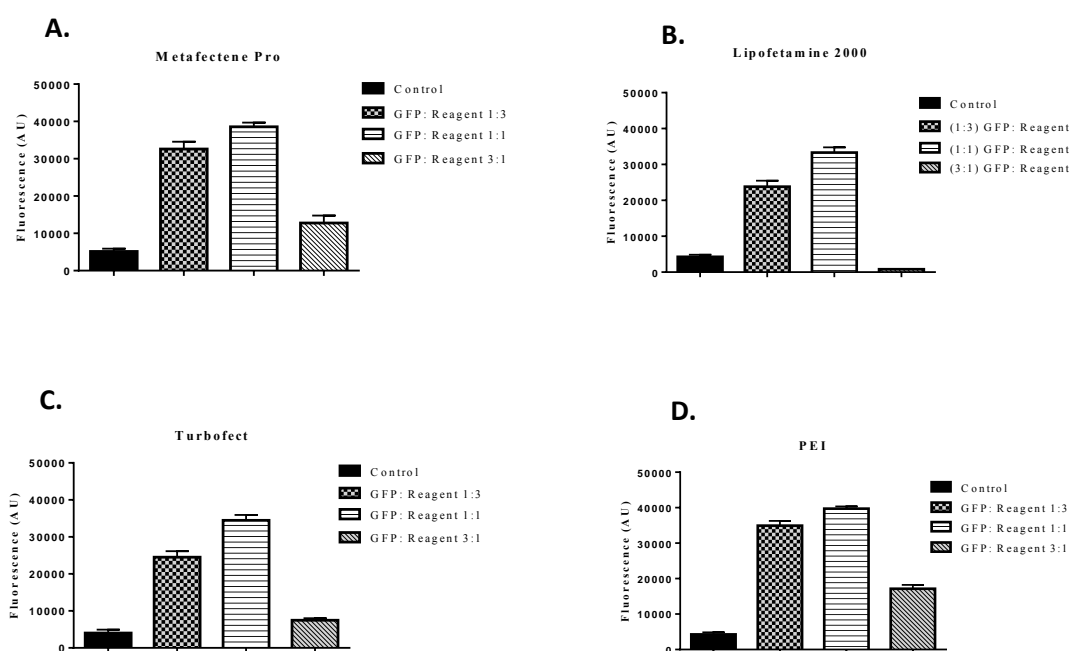 A.
Metafectene Pro
50000
40000
30000
20000
10000
0
Fluorescence (AU)
Control
GFP: Reagent 1:3
GFP: Reagent 1:1
GFP: Reagent 3:1
B.
Lipofetamine 2000
50000
40000
30000
20000
10000
0
Fluorescence (AU)
Control
(1:3) GFP: Reagent
(1:1) GFP: Reagent
(3:1) GFP: Reagent
C.
Turbofect
50000
40000
30000
20000
10000
0
Fluorescence (AU)
Control
GFP: Reagent 1:3
GFP: Reagent 1:1
GFP: Reagent 3:1
D.
PEI
50000
40000
30000
20000
10000
0
Fluorescence (AU)
Control
GFP: Reagent 1:3
GFP: Reagent 1:1
GFP: Reagent 3:1